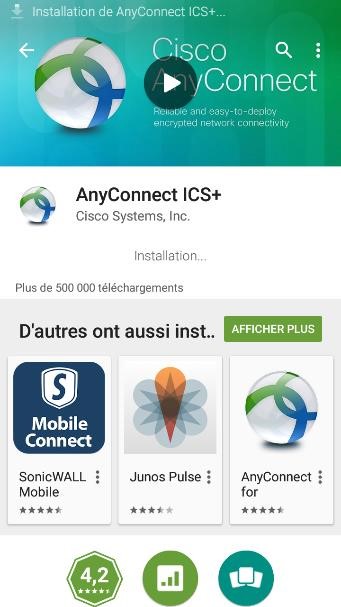 Installation de AnyConnect ICS+...
Cisco
AnyConnect
Reliable and easy-to-deploy
encrypted network connectivity
AnyConnect ICS+
Cisco Systems, Inc.
Installation...
Plus de 500 000 téléchargements
D'autres ont aussi inst..
AFFICHER PLUS
S
Mobile
Connect
SonicWALL
Mobile
Junos Pulse
AnyConnect
for
4,2